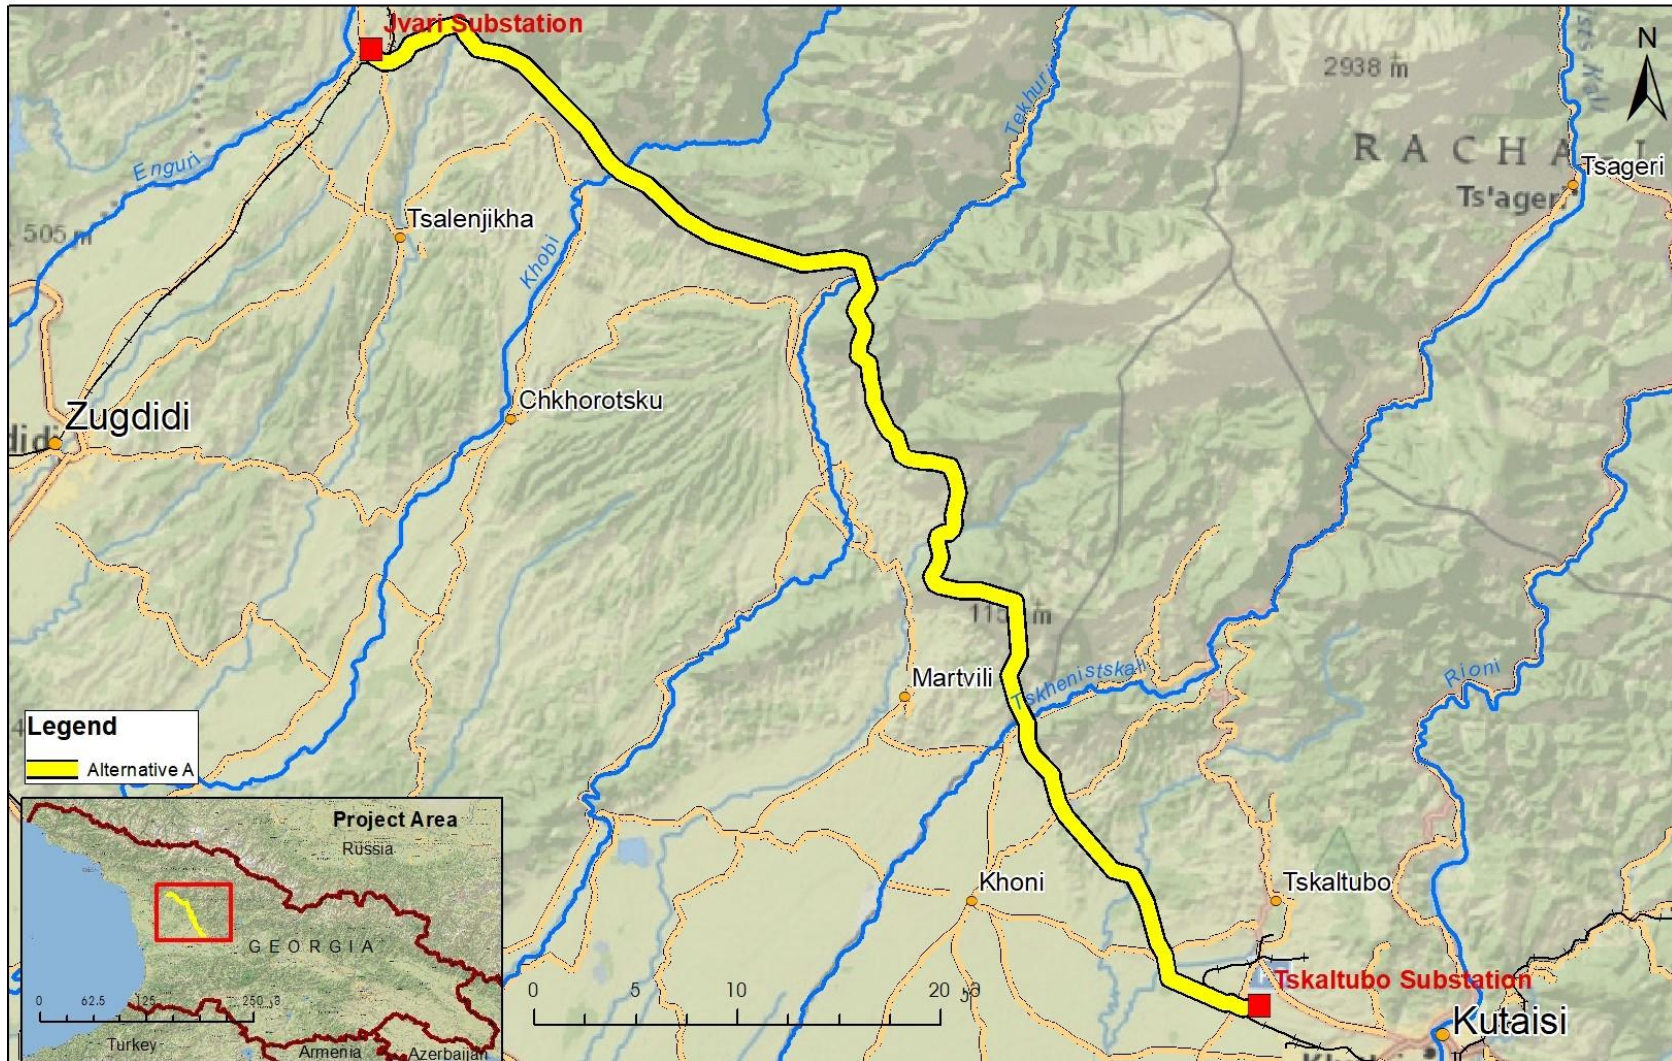 Jvari Substation
N
2938 m
Tekhuri
RACHA
Tsageri
Ts'ageri
Enguri
505 m
Tsalenjikha
Khobi
Chkhorotsku
Zugdidi
Martvili
Tskhenistskali
Rioni
Legend
Alternative A
Project Area
Russia
GEORGIA
Turkey
Armenia
Azerbaijan
0 62.5 125 250
Khoni
Tskaltubo
0 5 10 20
Tskaltubo Substation
Kutaisi